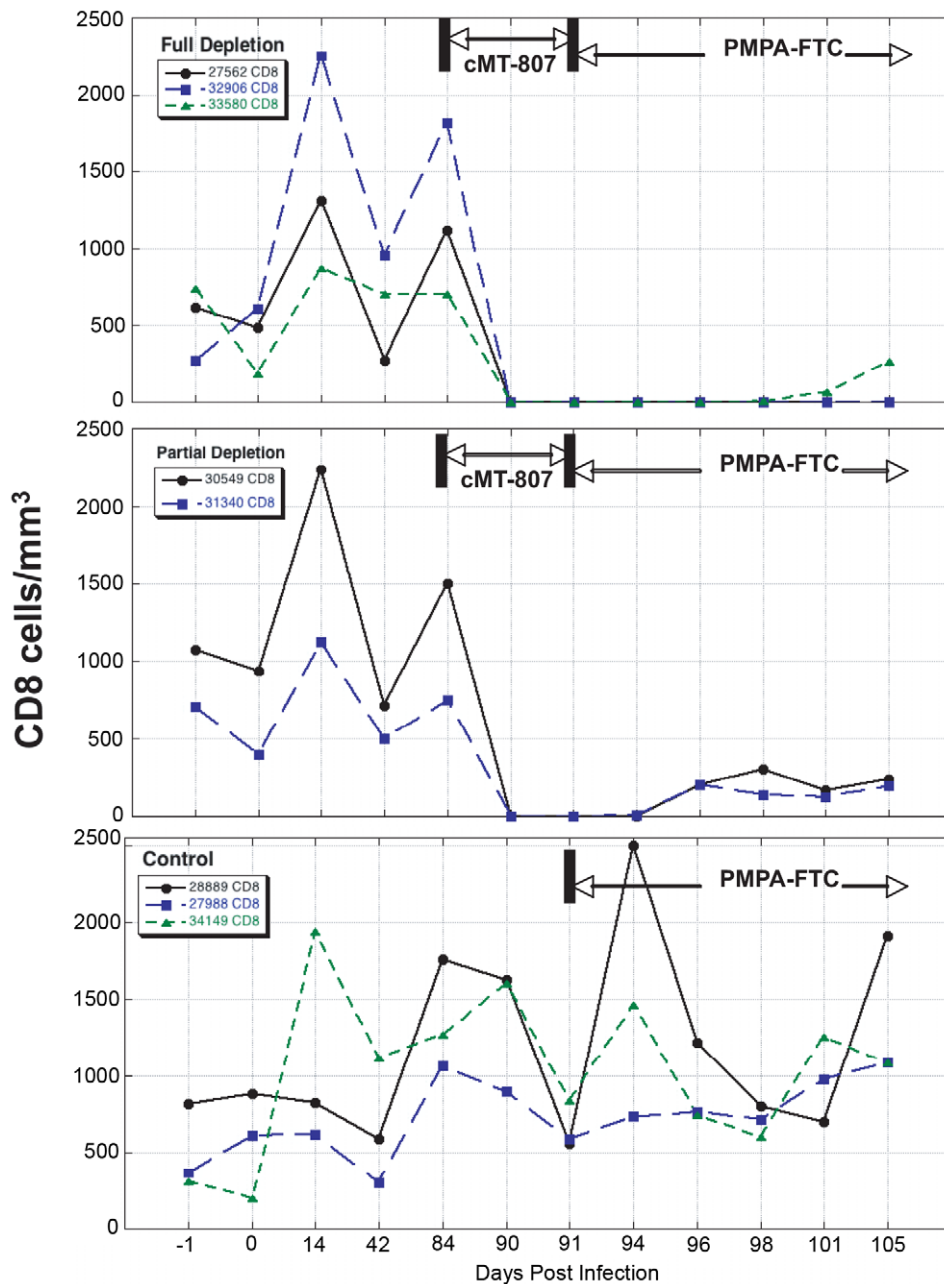 2500
2000
1500
1000
500
0
Full Depletion
27562 CD8
32906 CD8
33580 CD8
cMT-807
PMPA-FTC
2500
2000
1500
1000
500
0
Partial Depletion
30549 CD8
31340 CD8
cMT-807
PMPA-FTC
CD8 cells/mm³
2500
2000
1500
1000
500
0
Control
28889 CD8
27988 CD8
34149 CD8
PMPA-FTC
-1 0 14 42 84 90 91 94 96 98 101 105
Days Post Infection